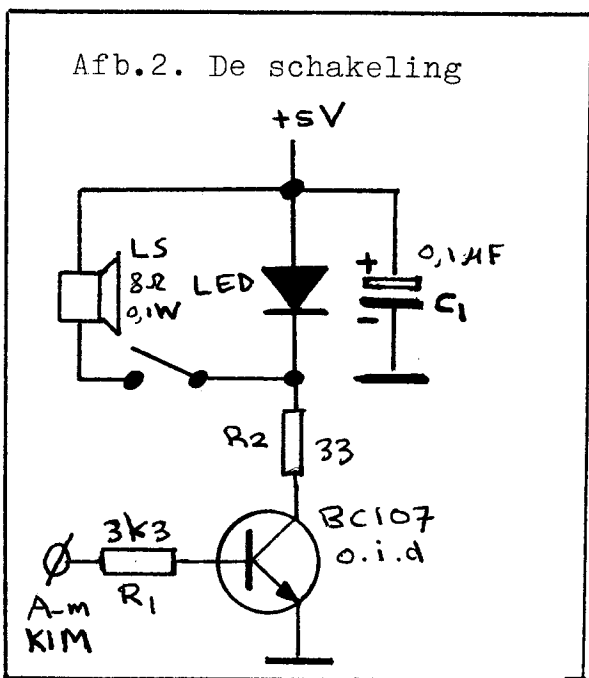 Afb.2. De schakeling
+5V
LS
8Ω
0,1W
LED
+
0,1µF
C1
-
R2
33
3k3
R1
BC107
o.i.d
A-m
KIM